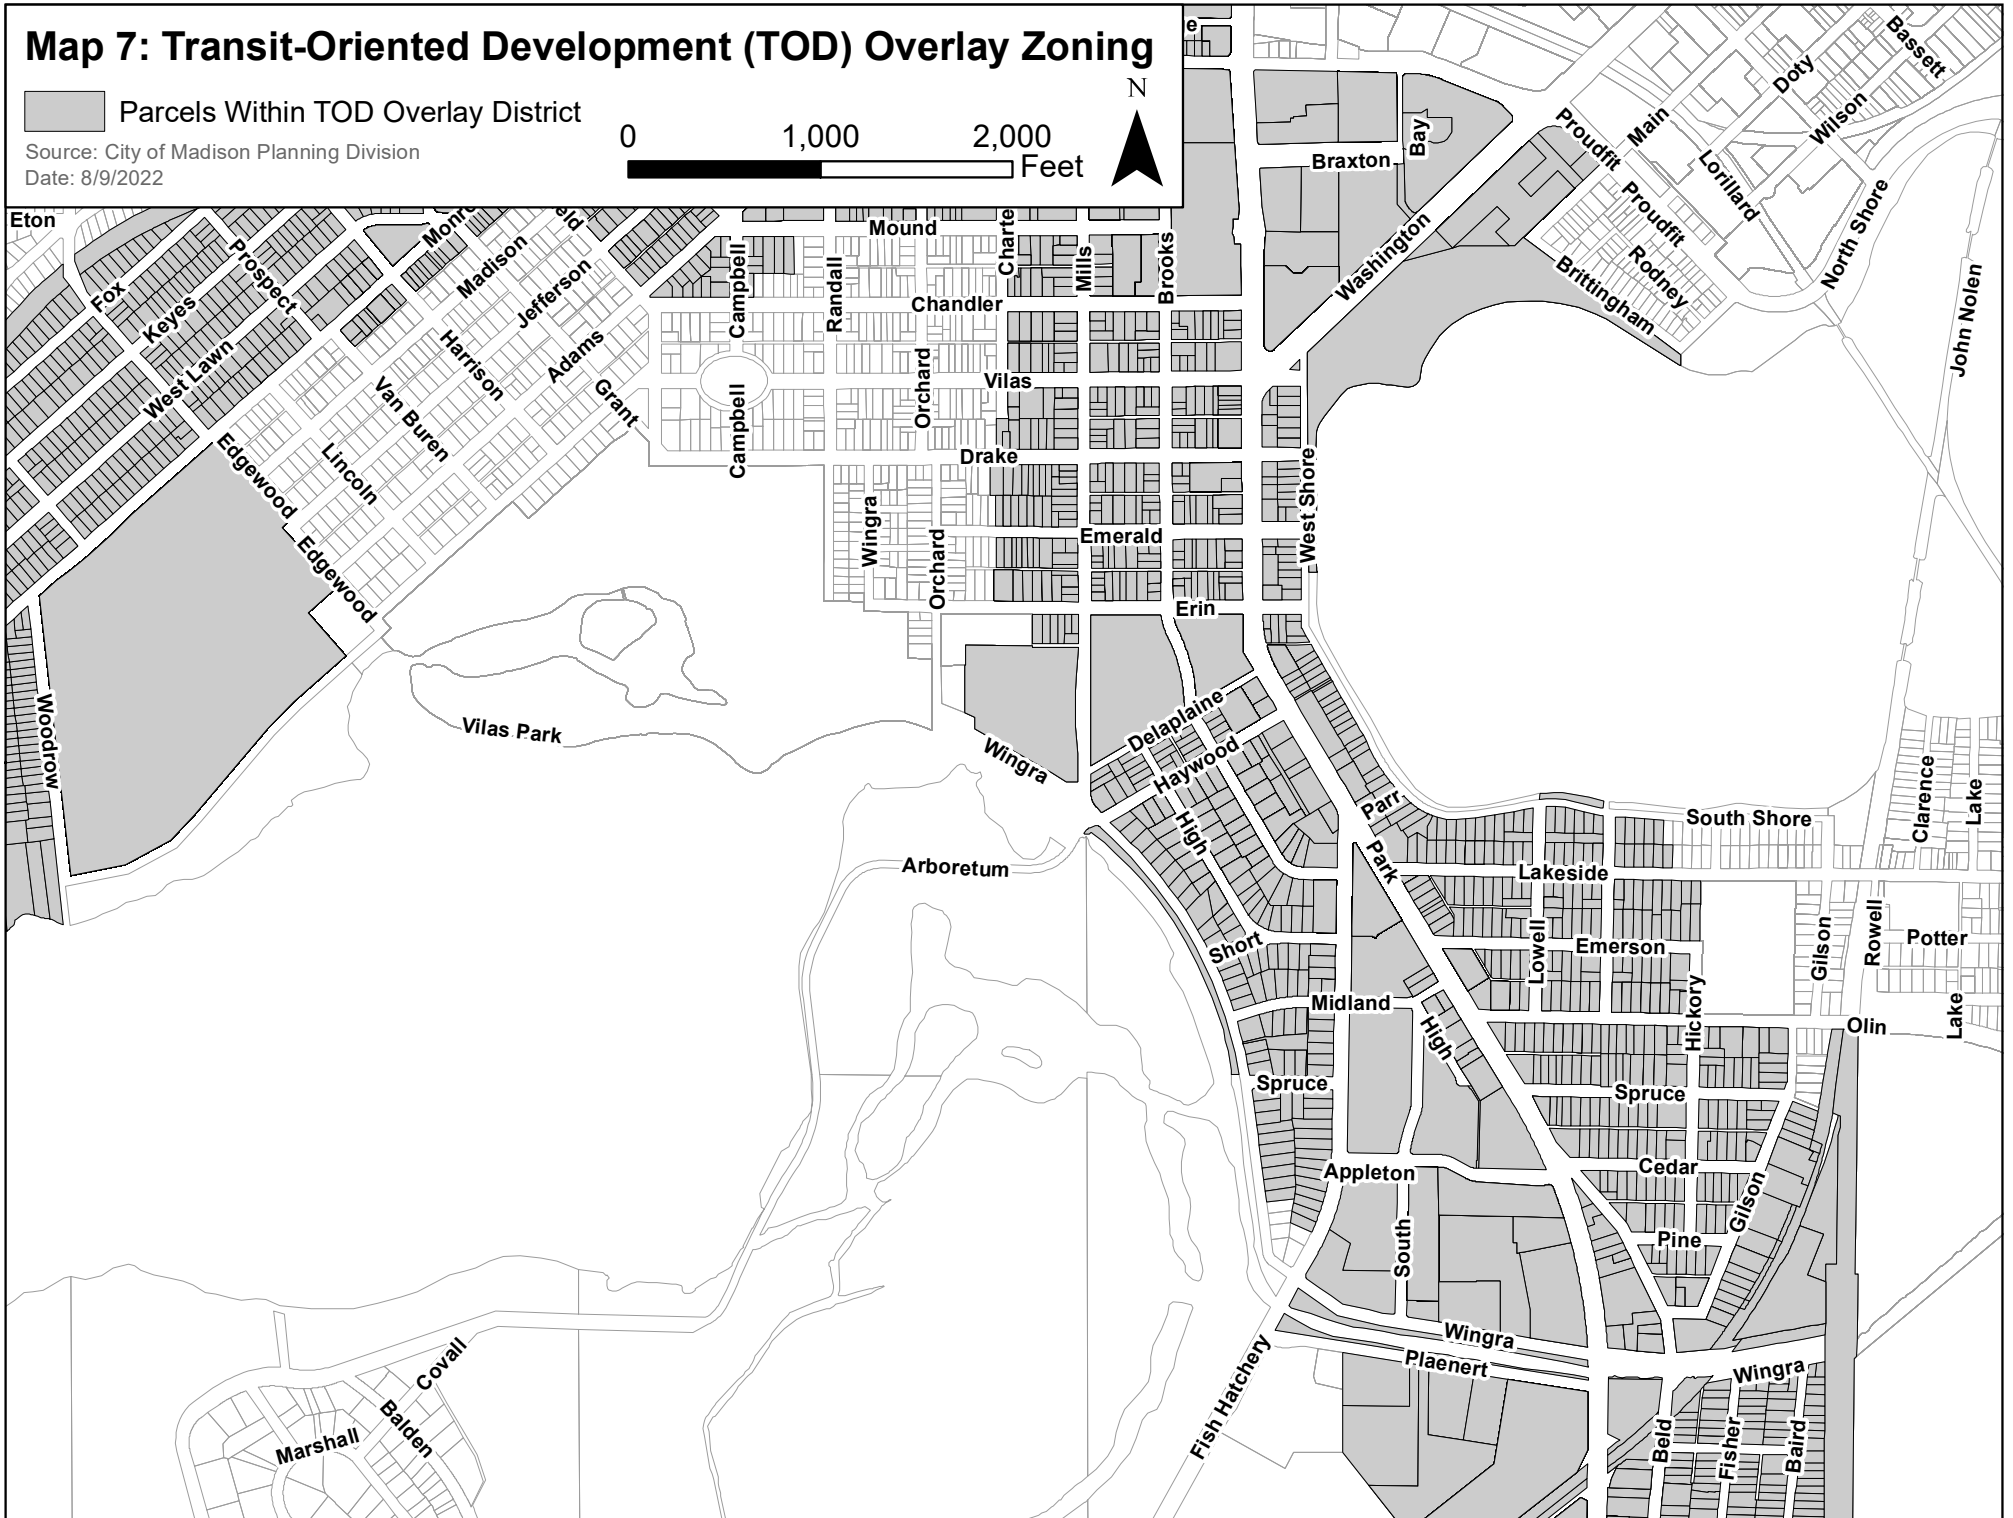 Map 7: Transit-Oriented Development (TOD) Overlay Zoning
Parcels Within TOD Overlay District
Source: City of Madison Planning Division
Date: 8/9/2022
0 1,000 2,000
Feet
N
e
Bassett
Doty
Wilson
Main
Proudfit
Bay
Braxton
Lorillard
Proudfit
North Shore
Rodney
Brittingham
Washington
John Nolen
Eton
Monro
eld
Mound
Charte
Prospect
Madison
Campbell
Randall
Mills
Brooks
Fox
Keyes
Jefferson
Chandler
West Lawn
Harrison
Adams
Van Buren
Grant
Orchard
Vilas
Campbell
Drake
Edgewood
Lincoln
West Shore
Wingra
Emerald
Edgewood
Orchard
Erin
Woodrow
Vilas Park
Wingra
Delaplaine
Haywood
High
Parr
Park
South Shore
Clarence
Lake
Arboretum
Lakeside
Short
Lowell
Emerson
Gilson
Rowell
Potter
Midland
High
Hickory
Olin
Lake
Spruce
Spruce
Appleton
Cedar
Gilson
South
Pine
Wingra
Plaenert
Wingra
Fish Hatchery
Covall
Balden
Marshall
Beld
Fisher
Baird